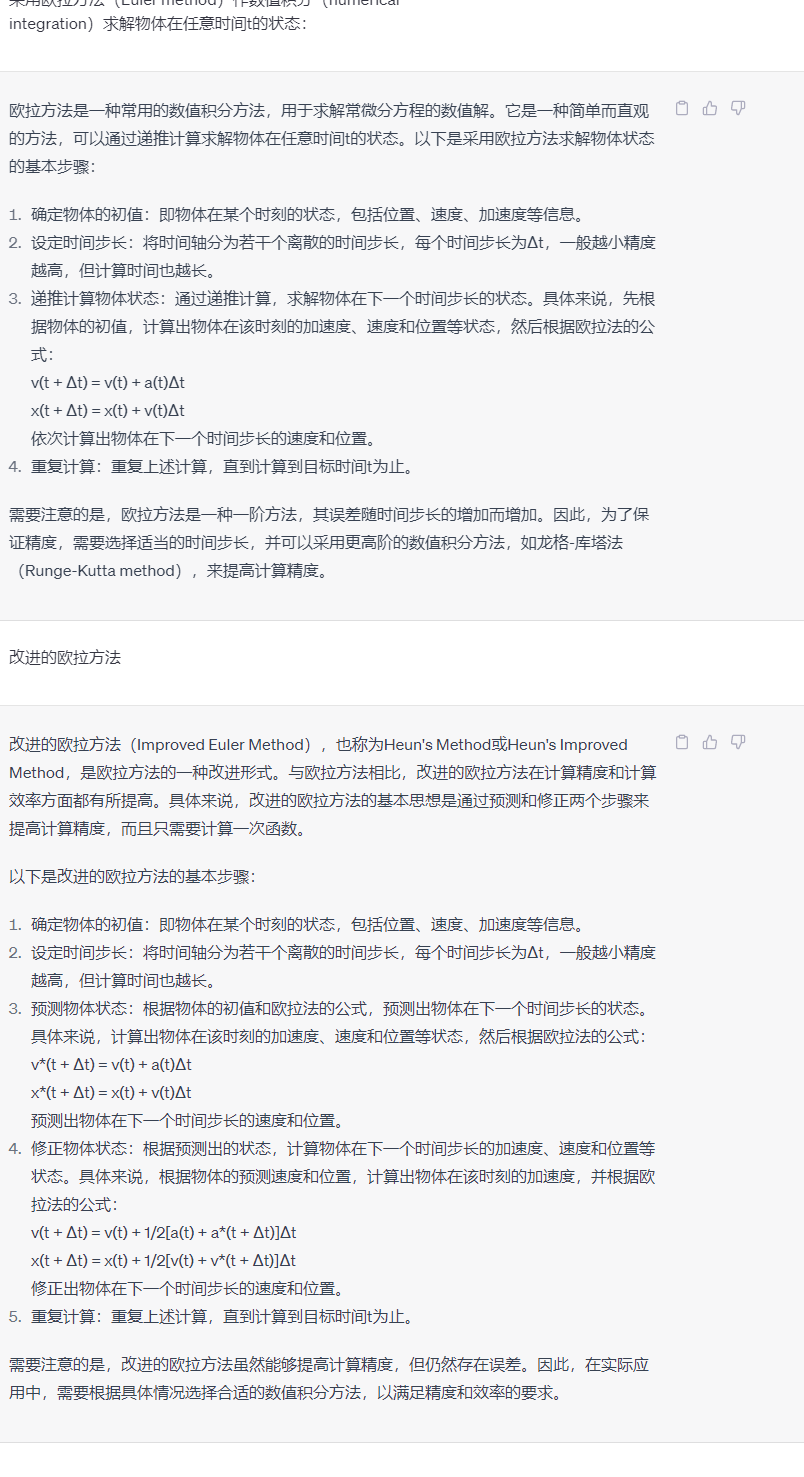 采用欧拉方法（Euler method）作数值积分（numerical
integration）求解物体在任意时间t的状态：
欧拉方法是一种常用的数值积分方法，用于求解常微分方程的数值解。它是一种简单而直观
的方法，可以通过递推计算求解物体在任意时间t的状态。以下是采用欧拉方法求解物体状态
的基本步骤：
1. 确定物体的初值：即物体在某个时刻的状态，包括位置、速度、加速度等信息。
2. 设定时间步长：将时间轴分为若干个离散的时间步长，每个时间步长为Δt，一般越小精度
越高，但计算时间也越长。
3. 递推计算物体状态：通过递推计算，求解物体在下一个时间步长的状态。具体来说，先根
据物体的初值，计算出物体在该时刻的加速度、速度和位置等状态，然后根据欧拉法的公
式：
v(t + Δt) = v(t) + a(t)Δt
x(t + Δt) = x(t) + v(t)Δt
依次计算出物体在下一个时间步长的速度和位置。
4. 重复计算：重复上述计算，直到计算到目标时间t为止。
需要注意的是，欧拉方法是一种一阶方法，其误差随时间步长的增加而增加。因此，为了保
证精度，需要选择适当的时间步长，并可以采用更高阶的数值积分方法，如龙格-库塔法
（Runge-Kutta method），来提高计算精度。
改进的欧拉方法
改进的欧拉方法（Improved Euler Method），也称为Heun's Method或Heun's Improved
Method，是欧拉方法的一种改进形式。与欧拉方法相比，改进的欧拉方法在计算精度和计算
效率方面都有所提高。具体来说，改进的欧拉方法的基本思想是通过预测和修正两个步骤来
提高计算精度，而且只需要计算一次函数。
以下是改进的欧拉方法的基本步骤：
1. 确定物体的初值：即物体在某个时刻的状态，包括位置、速度、加速度等信息。
2. 设定时间步长：将时间轴分为若干个离散的时间步长，每个时间步长为Δt，一般越小精度
越高，但计算时间也越长。
3. 预测物体状态：根据物体的初值和欧拉法的公式，预测出物体在下一个时间步长的状态。
具体来说，计算出物体在该时刻的加速度、速度和位置等状态，然后根据欧拉法的公式：
v*(t + Δt) = v(t) + a(t)Δt
x*(t + Δt) = x(t) + v(t)Δt
预测出物体在下一个时间步长的速度和位置。
4. 修正物体状态：根据预测出的状态，计算物体在下一个时间步长的加速度、速度和位置等
状态。具体来说，根据物体的预测速度和位置，计算出物体在该时刻的加速度，并根据欧
拉法的公式：
v(t + Δt) = v(t) + 1/2[a(t) + a*(t + Δt)]Δt
x(t + Δt) = x(t) + 1/2[v(t) + v*(t + Δt)]Δt
修正出物体在下一个时间步长的速度和位置。
5. 重复计算：重复上述计算，直到计算到目标时间t为止。
需要注意的是，改进的欧拉方法虽然能够提高计算精度，但仍然存在误差。因此，在实际应
用中，需要根据具体情况选择合适的数值积分方法，以满足精度和效率的要求。